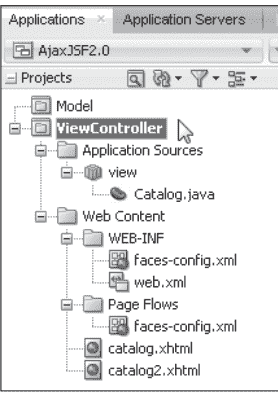 Applications Application Servers
AjaxJSF2.0
Projects
Model
ViewController
Application Sources
view
Catalog.java
Web Content
WEB-INF
faces-config.xml
web.xml
Page Flows
faces-config.xml
catalog.xhtml
catalog2.xhtml